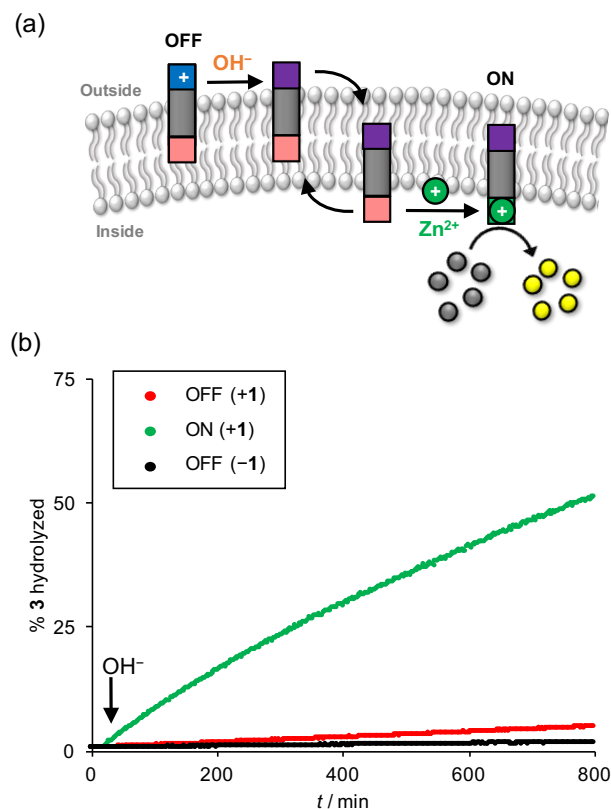 (a)
OFF
OH⁻
ON
Outside
+
Inside
+
Zn²⁺
+
(b)
75
OFF (+1)
ON (+1)
OFF (−1)
50
% 3 hydrolyzed
25
OH⁻
0
0 200 400 600 800
t / min